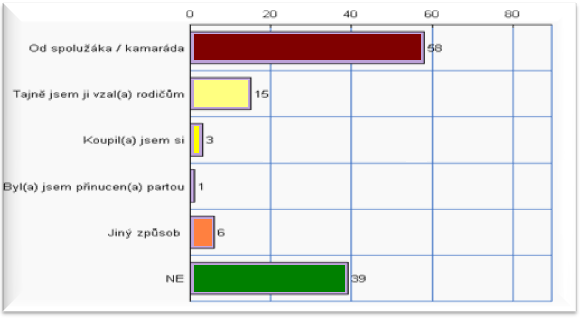 0 20 40 60 80
Od spolužáka / kamaráda 58
Tajně jsem ji vzal(a) rodičům 15
Koupil(a) jsem si 3
Byl(a) jsem přinucen(a) partou 1
Jiný způsob 6
NE 39